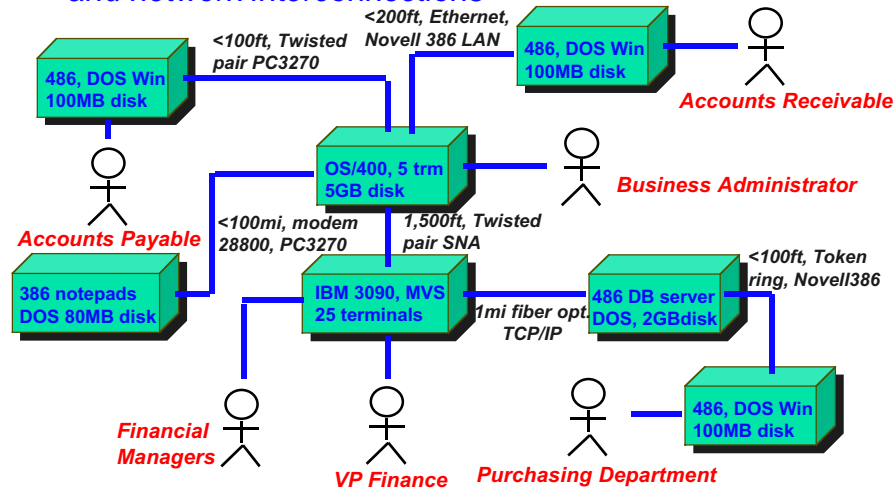 and network interconnections
<100ft, Twisted
pair PC3270
<200ft, Ethernet,
Novell 386 LAN
486, DOS Win
100MB disk
486, DOS Win
100MB disk
Accounts Receivable
OS/400, 5 trm
5GB disk
Business Administrator
Accounts Payable
<100mi, modem
28800, PC3270
1,500ft, Twisted
pair SNA
<100ft, Token
ring, Novell386
386 notepads
DOS 80MB disk
IBM 3090, MVS
25 terminals
1mi fiber opt.
TCP/IP
486 DB server
DOS, 2GBdisk
486, DOS Win
100MB disk
Financial
Managers
VP Finance
Purchasing Department